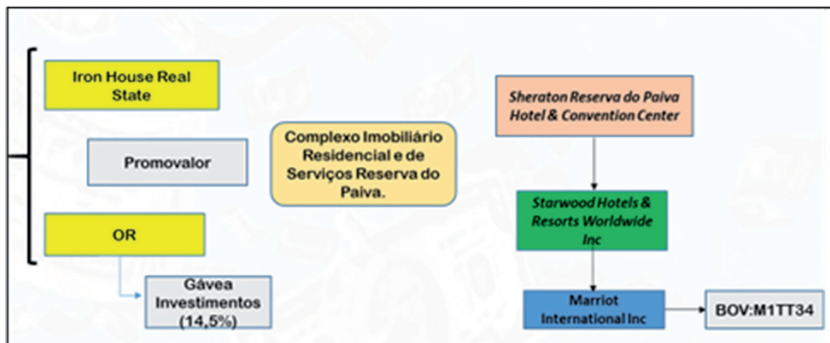 Iron House Real
State
Promovalor
OR
Gávea
Investimentos
(14,5%)
Complexo Imobiliário
Residencial e de
Serviços Reserva do
Paiva.
Sheraton Reserva do Paiva
Hotel & Convention Center
Starwood Hotels &
Resorts Worldwide
Inc
Marriot
International Inc
BOV:M1TT34